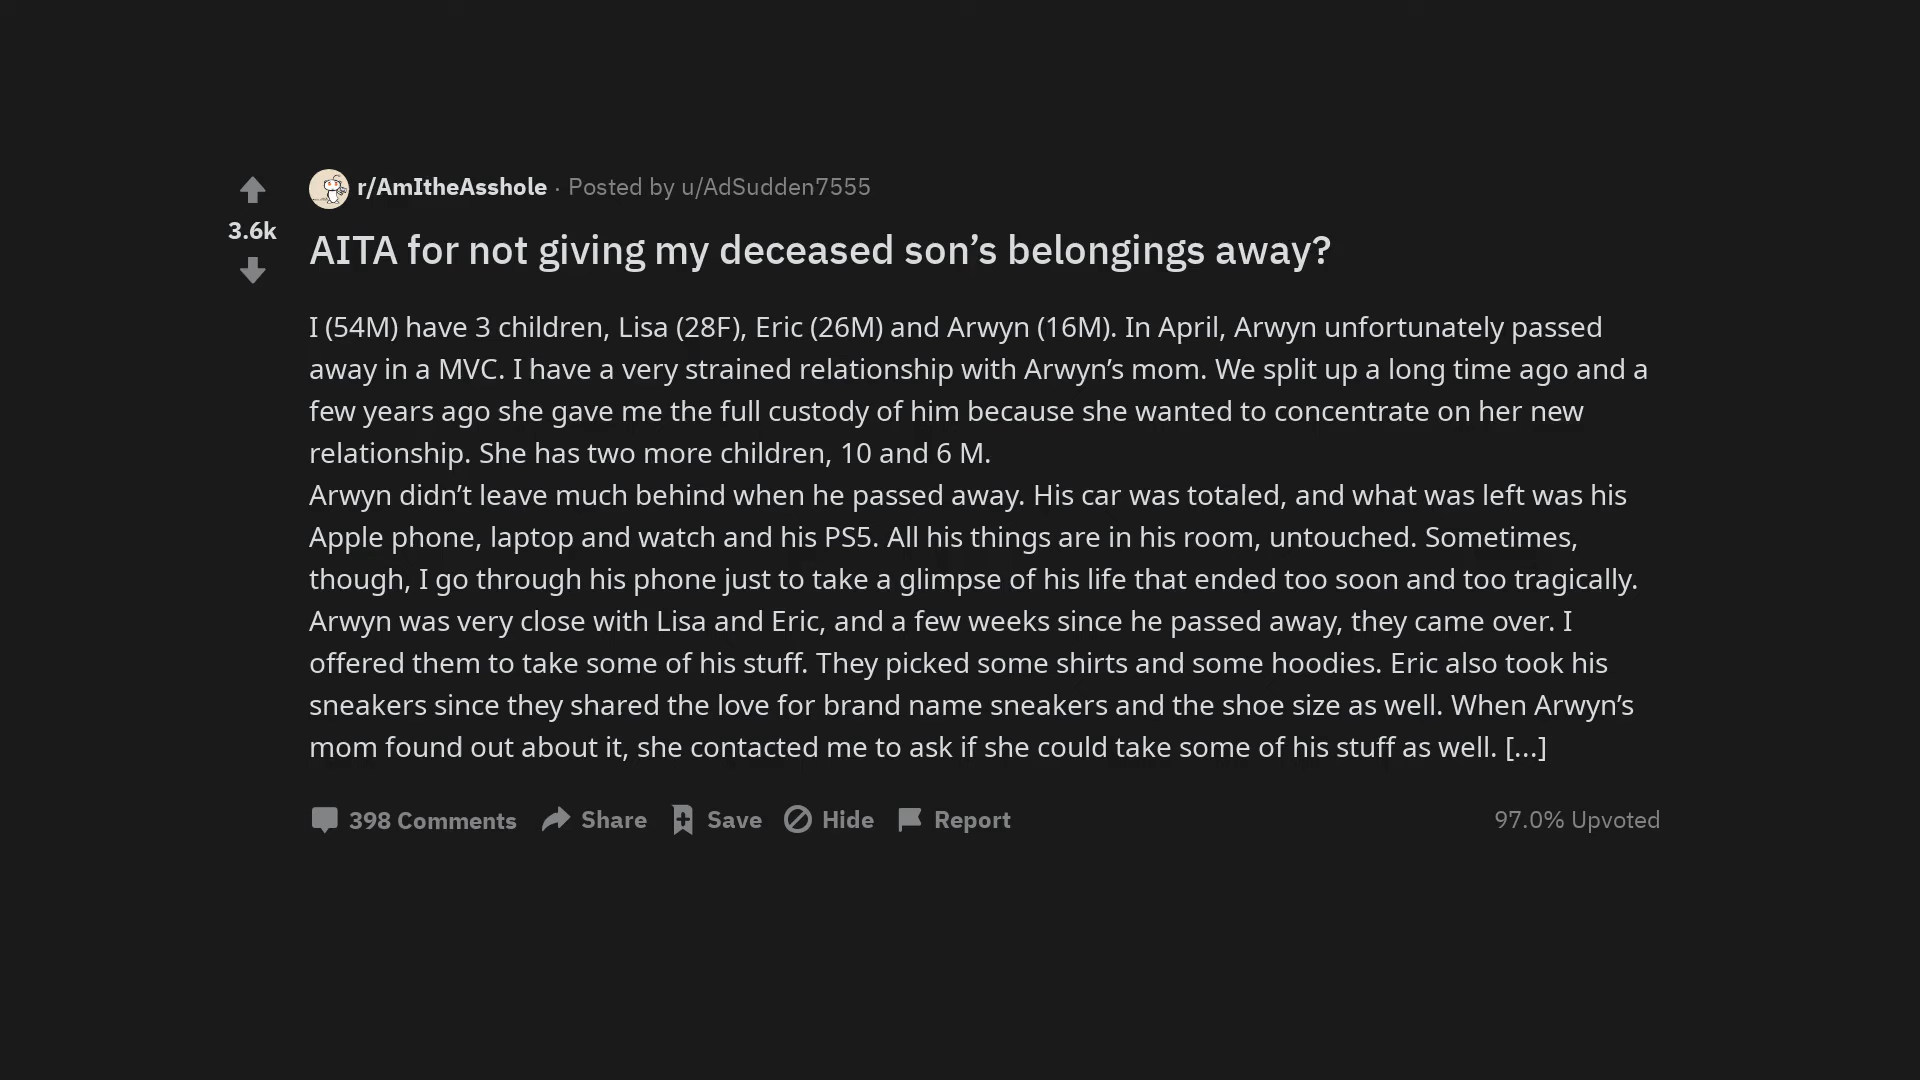 r/AmItheAsshole · Posted by u/AdSudden7555
3.6k
AITA for not giving my deceased son’s belongings away?
I (54M) have 3 children, Lisa (28F), Eric (26M) and Arwyn (16M). In April, Arwyn unfortunately passed
away in a MVC. I have a very strained relationship with Arwyn’s mom. We split up a long time ago and a
few years ago she gave me the full custody of him because she wanted to concentrate on her new
relationship. She has two more children, 10 and 6 M.
Arwyn didn’t leave much behind when he passed away. His car was totaled, and what was left was his
Apple phone, laptop and watch and his PS5. All his things are in his room, untouched. Sometimes,
though, I go through his phone just to take a glimpse of his life that ended too soon and too tragically.
Arwyn was very close with Lisa and Eric, and a few weeks since he passed away, they came over. I
offered them to take some of his stuff. They picked some shirts and some hoodies. Eric also took his
sneakers since they shared the love for brand name sneakers and the shoe size as well. When Arwyn’s
mom found out about it, she contacted me to ask if she could take some of his stuff as well. [...]
398 Comments Share Save Hide Report 97.0% Upvoted